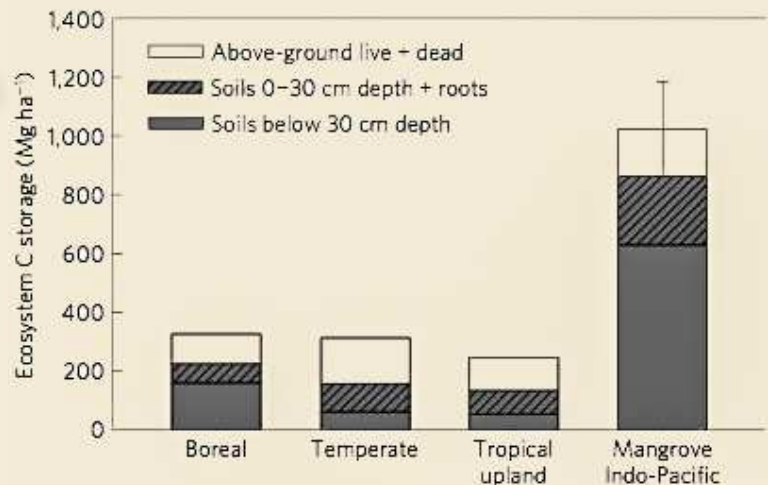 1,400
1,200
1,000
800
600
400
200
0
Ecosystem C storage (Mg ha⁻¹)
Above-ground live + dead
Soils 0–30 cm depth + roots
Soils below 30 cm depth
Boreal
Temperate
Tropical
upland
Mangrove
Indo-Pacific